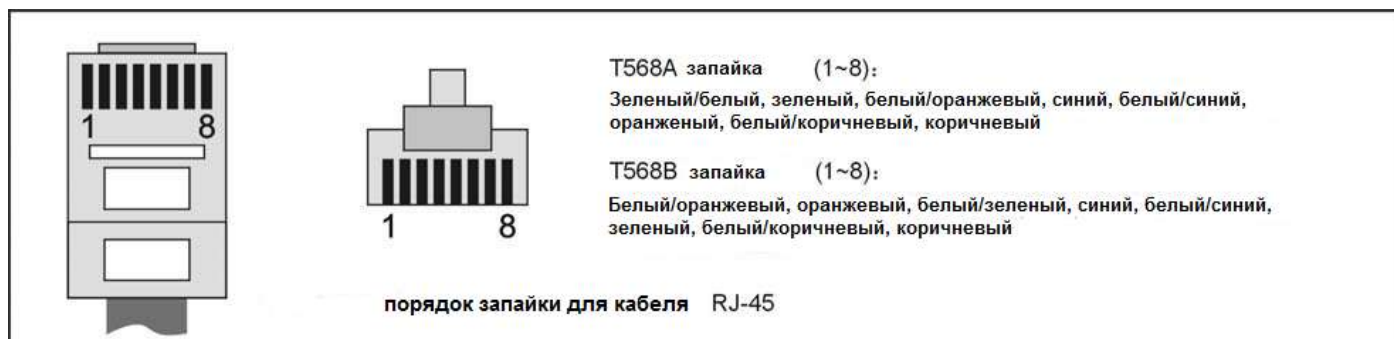 1 8
1 8
T568A запайка (1~8):
Зеленый/белый, зеленый, белый/оранжевый, синий, белый/синий,
оранженый, белый/коричневый, коричневый
T568B запайка (1~8):
Белый/оранжевый, оранжевый, белый/зеленый, синий, белый/синий,
зеленый, белый/коричневый, коричневый
порядок запайки для кабеля RJ-45